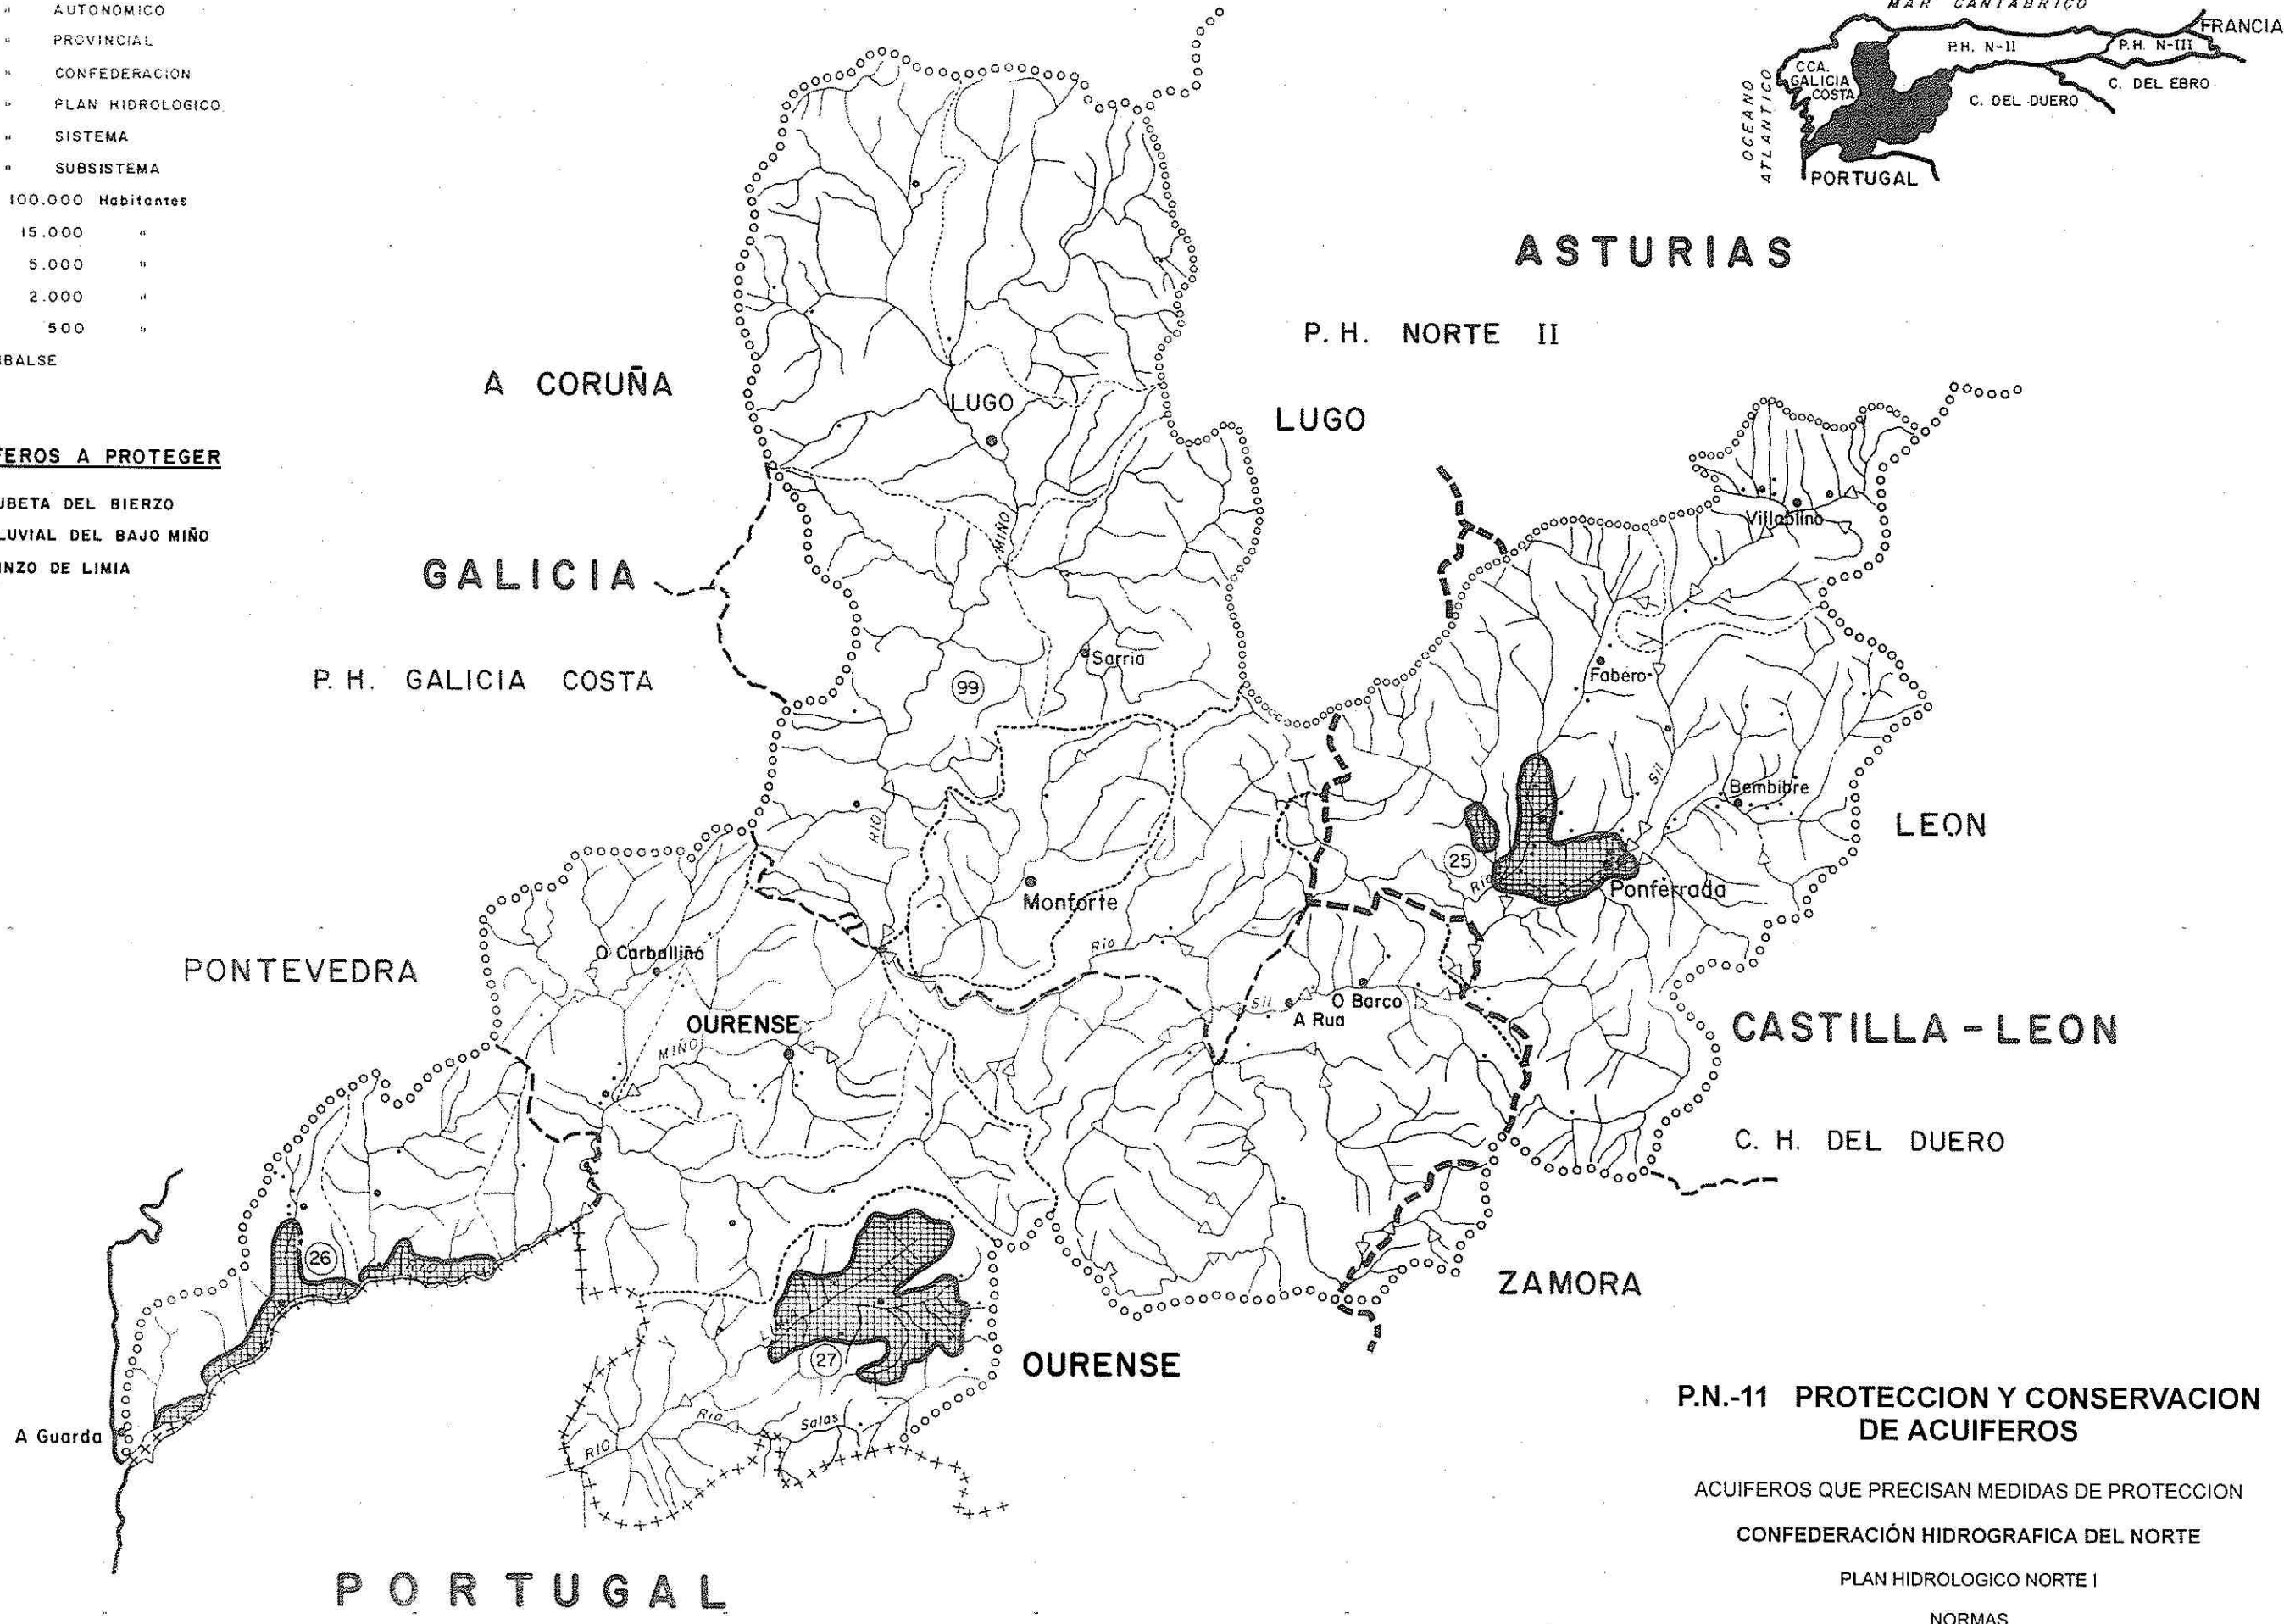 " AUTONOMICO
" PROVINCIAL
" CONFEDERACION
" PLAN HIDROLOGICO
" SISTEMA
" SUBSISTEMA
100.000 Habitantes
15.000 "
5.000 "
2.000 "
500 "
BALSE
FEROS A PROTEGER
UBETA DEL BIERZO
LUVIAL DEL BAJO MIÑO
INZO DE LIMIA
MAR CANTABRICO
FRANCIA
P.H. N-II
P.H. N-III
CCA.
GALICIA
COSTA
C. DEL EBRO
C. DEL DUERO
OCEANO
ATLANTICO
PORTUGAL
ASTURIAS
P. H. NORTE II
A CORUÑA
LUGO
LUGO
Villablino
MIÑO
GALICIA
Sarria
P. H. GALICIA COSTA
99
Fabero
Sil
Bembibre
RIO
LEON
25
Rio
Ponferrada
Monforte
Rio
O Carballiño
PONTEVEDRA
Sil
O Barco
A Rua
OURENSE
MIÑO
CASTILLA - LEON
C. H. DEL DUERO
26
ZAMORA
27
OURENSE
Rio
Salas
RIO
A Guarda
PORTUGAL
P.N.-11 PROTECCION Y CONSERVACION
DE ACUIFEROS
ACUIFEROS QUE PRECISAN MEDIDAS DE PROTECCION
CONFEDERACIÓN HIDROGRAFICA DEL NORTE
PLAN HIDROLOGICO NORTE I
NORMAS